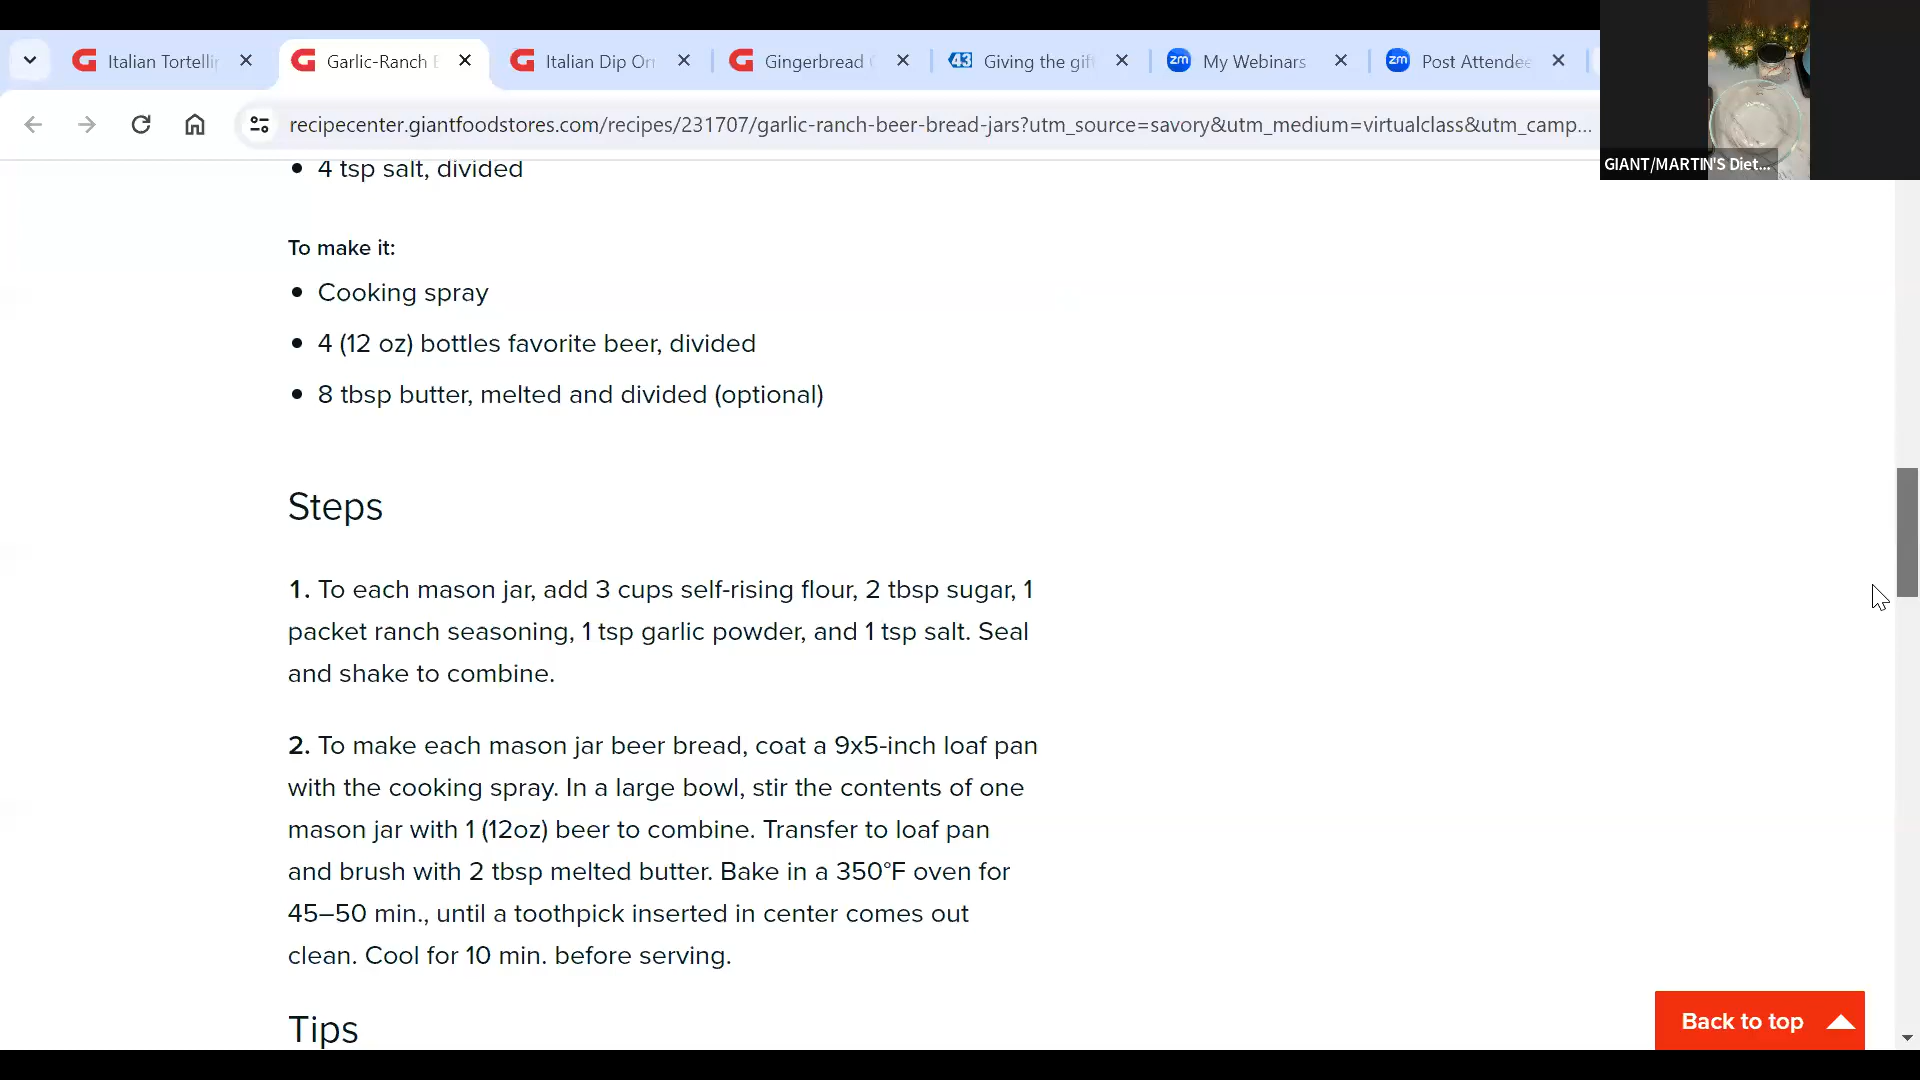 Italian Tortelli
Garlic-Ranch
Italian Dip
Gingerbread
43 Giving the gif
zm My Webinars
zm Post Attendee
recipecenter.giantfoodstores.com/recipes/231707/garlic-ranch-beer-bread-jars?utm_source=savory&utm_medium=virtualclass&utm_camp...
GIANT/MARTIN'S Diet...
4 tsp salt, divided
To make it:
Cooking spray
4 (12 oz) bottles favorite beer, divided
8 tbsp butter, melted and divided (optional)
Steps
1. To each mason jar, add 3 cups self-rising flour, 2 tbsp sugar, 1
packet ranch seasoning, 1 tsp garlic powder, and 1 tsp salt. Seal
and shake to combine.
2. To make each mason jar beer bread, coat a 9x5-inch loaf pan
with the cooking spray. In a large bowl, stir the contents of one
mason jar with 1 (12oz) beer to combine. Transfer to loaf pan
and brush with 2 tbsp melted butter. Bake in a 350°F oven for
45–50 min., until a toothpick inserted in center comes out
clean. Cool for 10 min. before serving.
Tips
Back to top